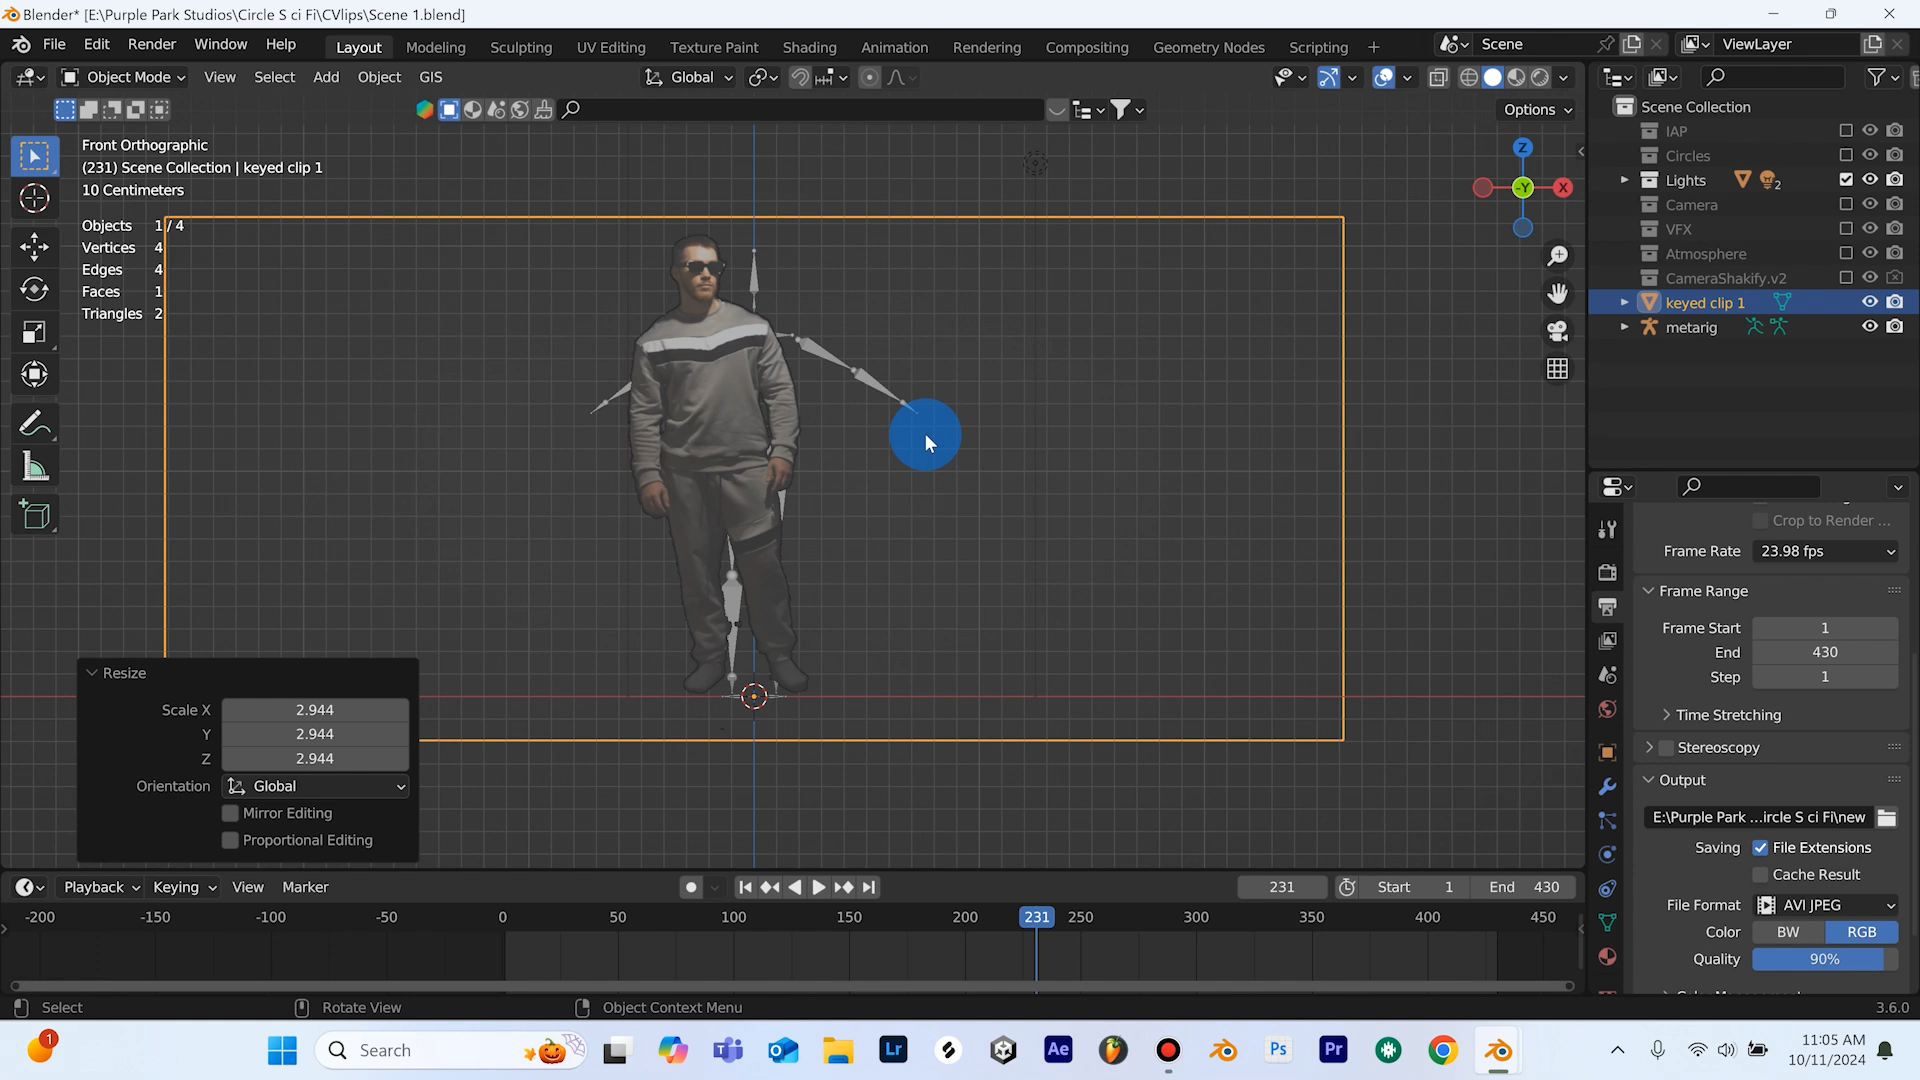 Blender* [E:\Purple Park Studios\Circle S ci Fi\CVlips\Scene 1.blend]
File Edit Render Window Help Layout Modeling Sculpting UV Editing Texture Paint Shading Animation Rendering Compositing Geometry Nodes Scripting + Scene ViewLayer
Object Mode View Select Add Object GIS Global
Options
Front Orthographic
(231) Scene Collection | keyed clip 1
10 Centimeters
Objects 1/4
Vertices 4
Edges 4
Faces 1
Triangles 2
Z
-Y
X
Scene Collection
IAP
Circles
Lights 2
Camera
VFX
Atmosphere
CameraShakify.v2
keyed clip 1
metarig
Crop to Render ...
Frame Rate 23.98 fps
Frame Range
Frame Start 1
End 430
Step 1
Time Stretching
Stereoscopy
Output
E:\Purple Park ...ircle S ci Fi\new
Saving File Extensions
Cache Result
File Format AVI JPEG
Color BW RGB
Quality 90%
Resize
Scale X 2.944
Y 2.944
Z 2.944
Orientation Global
Mirror Editing
Proportional Editing
Playback Keying View Marker 231 Start 1 End 430
-200 -150 -100 -50 0 50 100 150 200 231 250 300 350 400 450
Select Rotate View Object Context Menu 3.6.0
1 Search Lr Ae Ps Pr 11:05 AM
10/11/2024